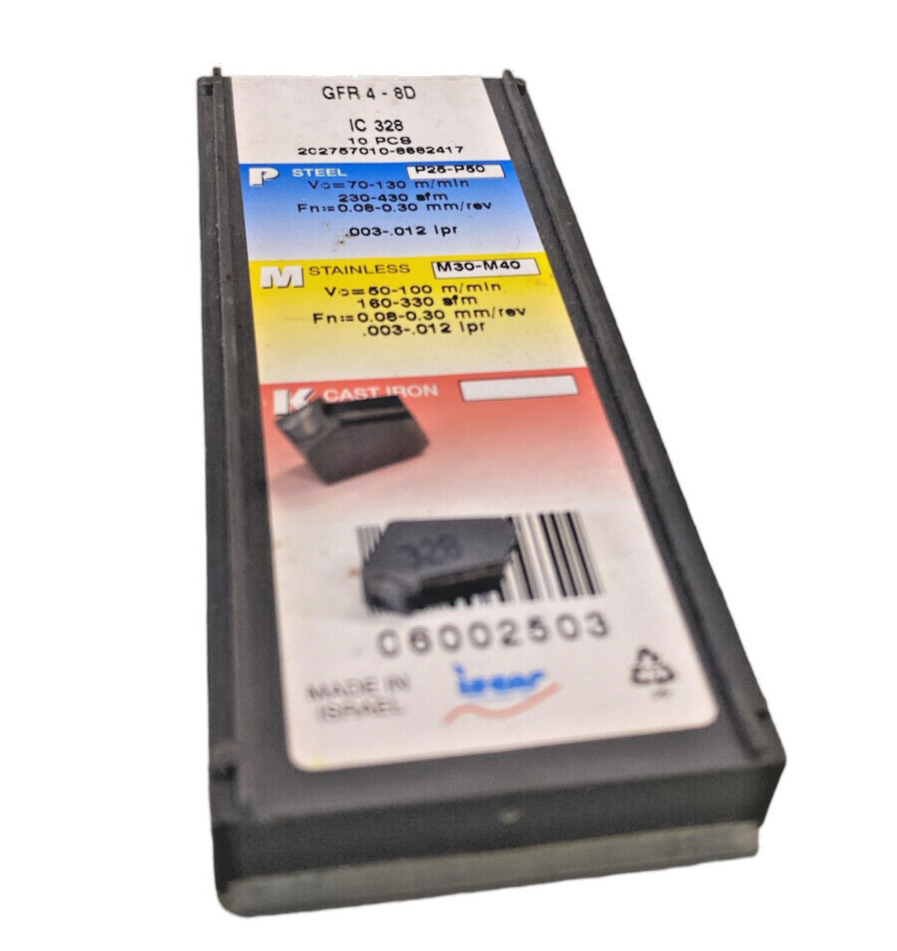 GFR 4 - 8D
IC 328
10 PCS
202757010-8682417
P STEEL P25-P50
Vc=70-130 m/min
230-430 sfm
Fn:=0.08-0.30 mm/rev
.003-.012 ipr
M STAINLESS M30-M40
Vc=50-100 m/min
160-330 sfm
Fn:=0.08-0.30 mm/rev
.003-.012 ipr
K CAST IRON
328
06002503
MADE IN
ISRAEL
iscar